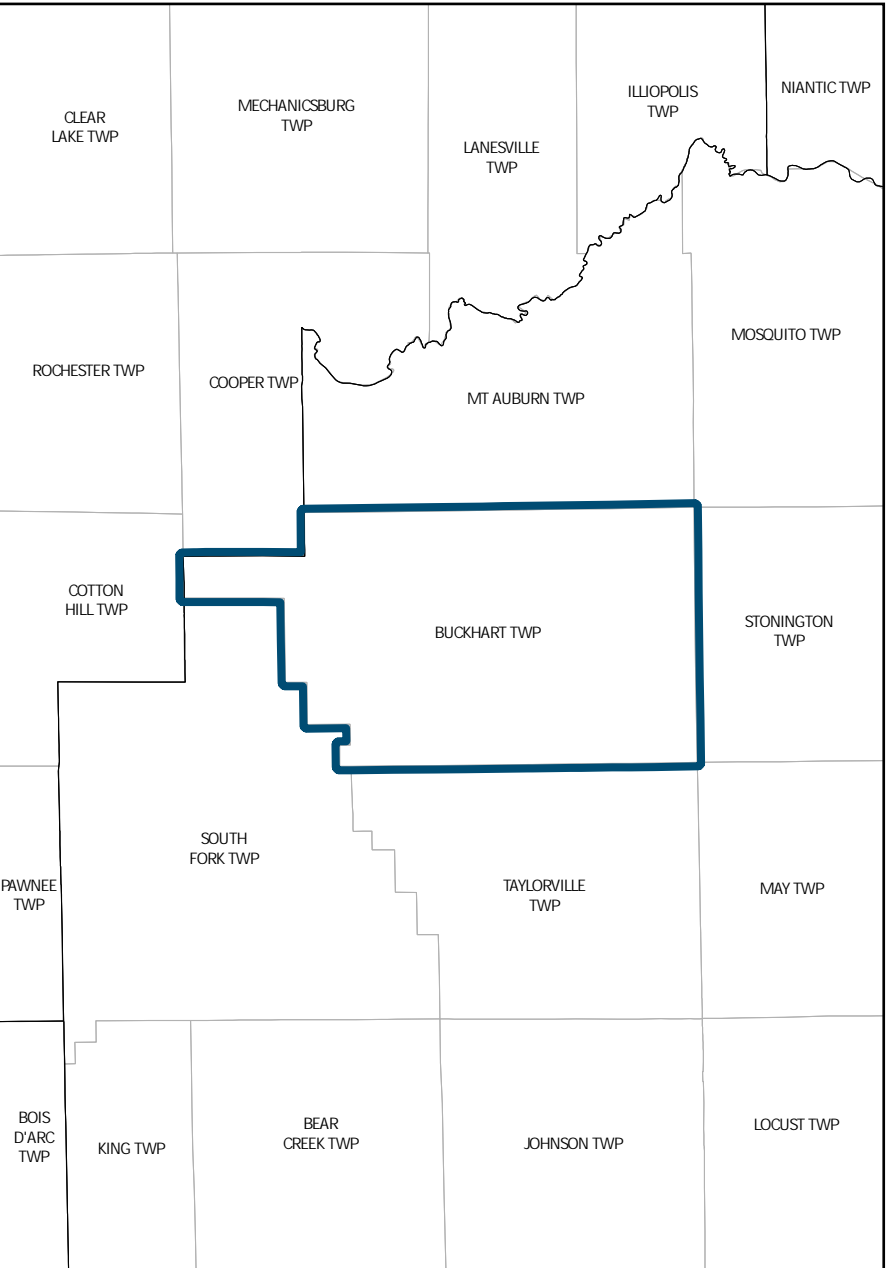 CLEAR
LAKE TWP
MECHANICSBURG
TWP
LANESVILLE
TWP
ILLIOPOLIS
TWP
NIANTIC TWP
ROCHESTER TWP
COOPER TWP
MT AUBURN TWP
MOSQUITO TWP
COTTON
HILL TWP
BUCKHART TWP
STONINGTON
TWP
PAWNEE
TWP
SOUTH
FORK TWP
TAYLORVILLE
TWP
MAY TWP
BOIS
D'ARC
TWP
KING TWP
BEAR
CREEK TWP
JOHNSON TWP
LOCUST TWP